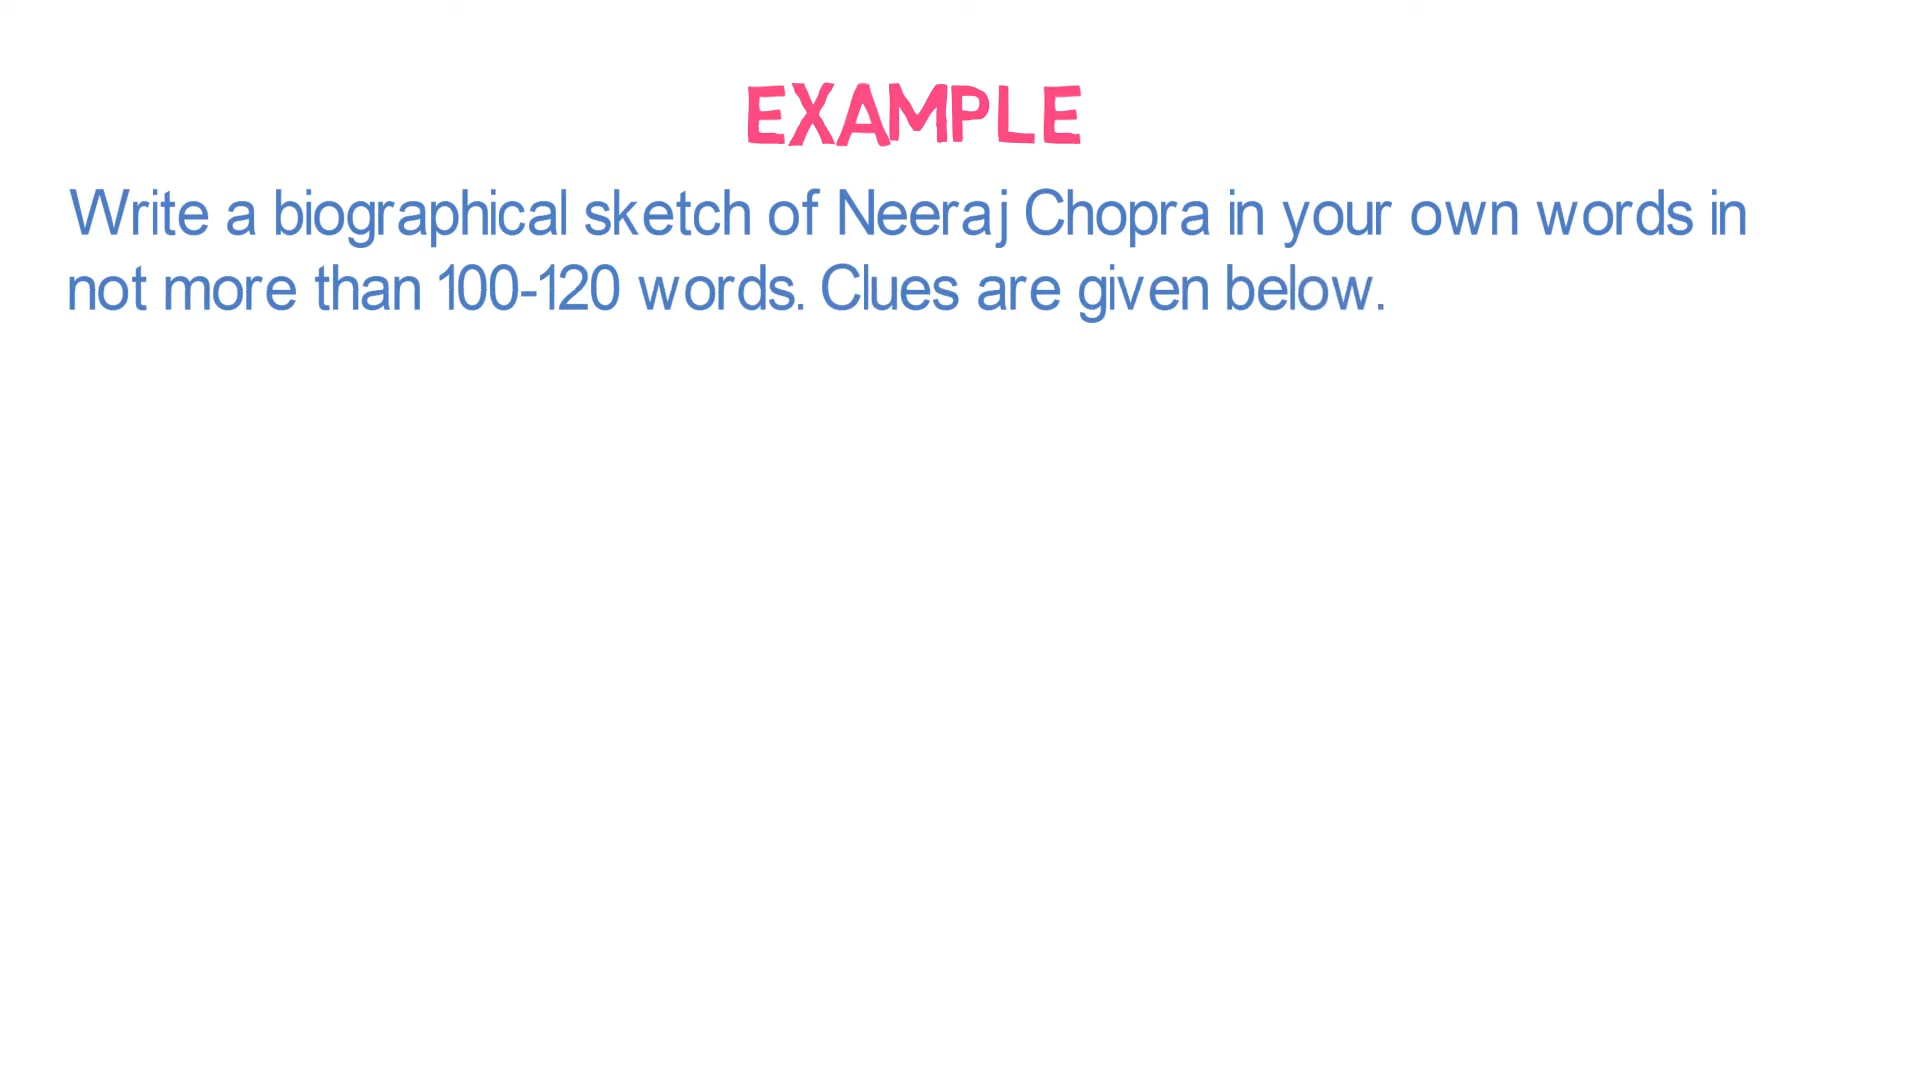 EXAMPLE
Write a biographical sketch of Neeraj Chopra in your own words in
not more than 100-120 words. Clues are given below.